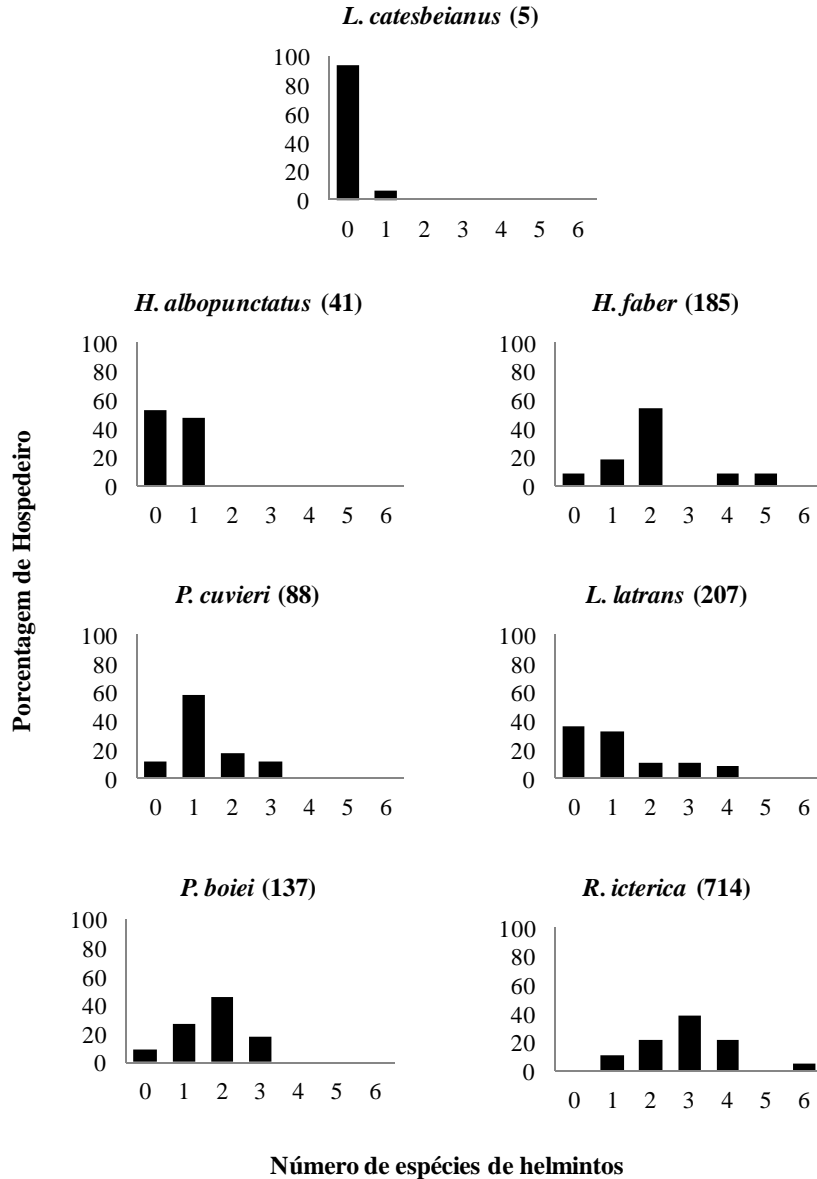 L. catesbeianus (5)
100
80
60
40
20
0
0 1 2 3 4 5 6
H. albopunctatus (41)
100
80
60
40
20
0
0 1 2 3 4 5 6
H. faber (185)
100
80
60
40
20
0
0 1 2 3 4 5 6
Porcentagem de Hospedeiro
P. cuvieri (88)
100
80
60
40
20
0
0 1 2 3 4 5 6
L. latrans (207)
100
80
60
40
20
0
0 1 2 3 4 5 6
P. boiei (137)
100
80
60
40
20
0
0 1 2 3 4 5 6
R. icterica (714)
100
80
60
40
20
0
0 1 2 3 4 5 6
Número de espécies de helmintos